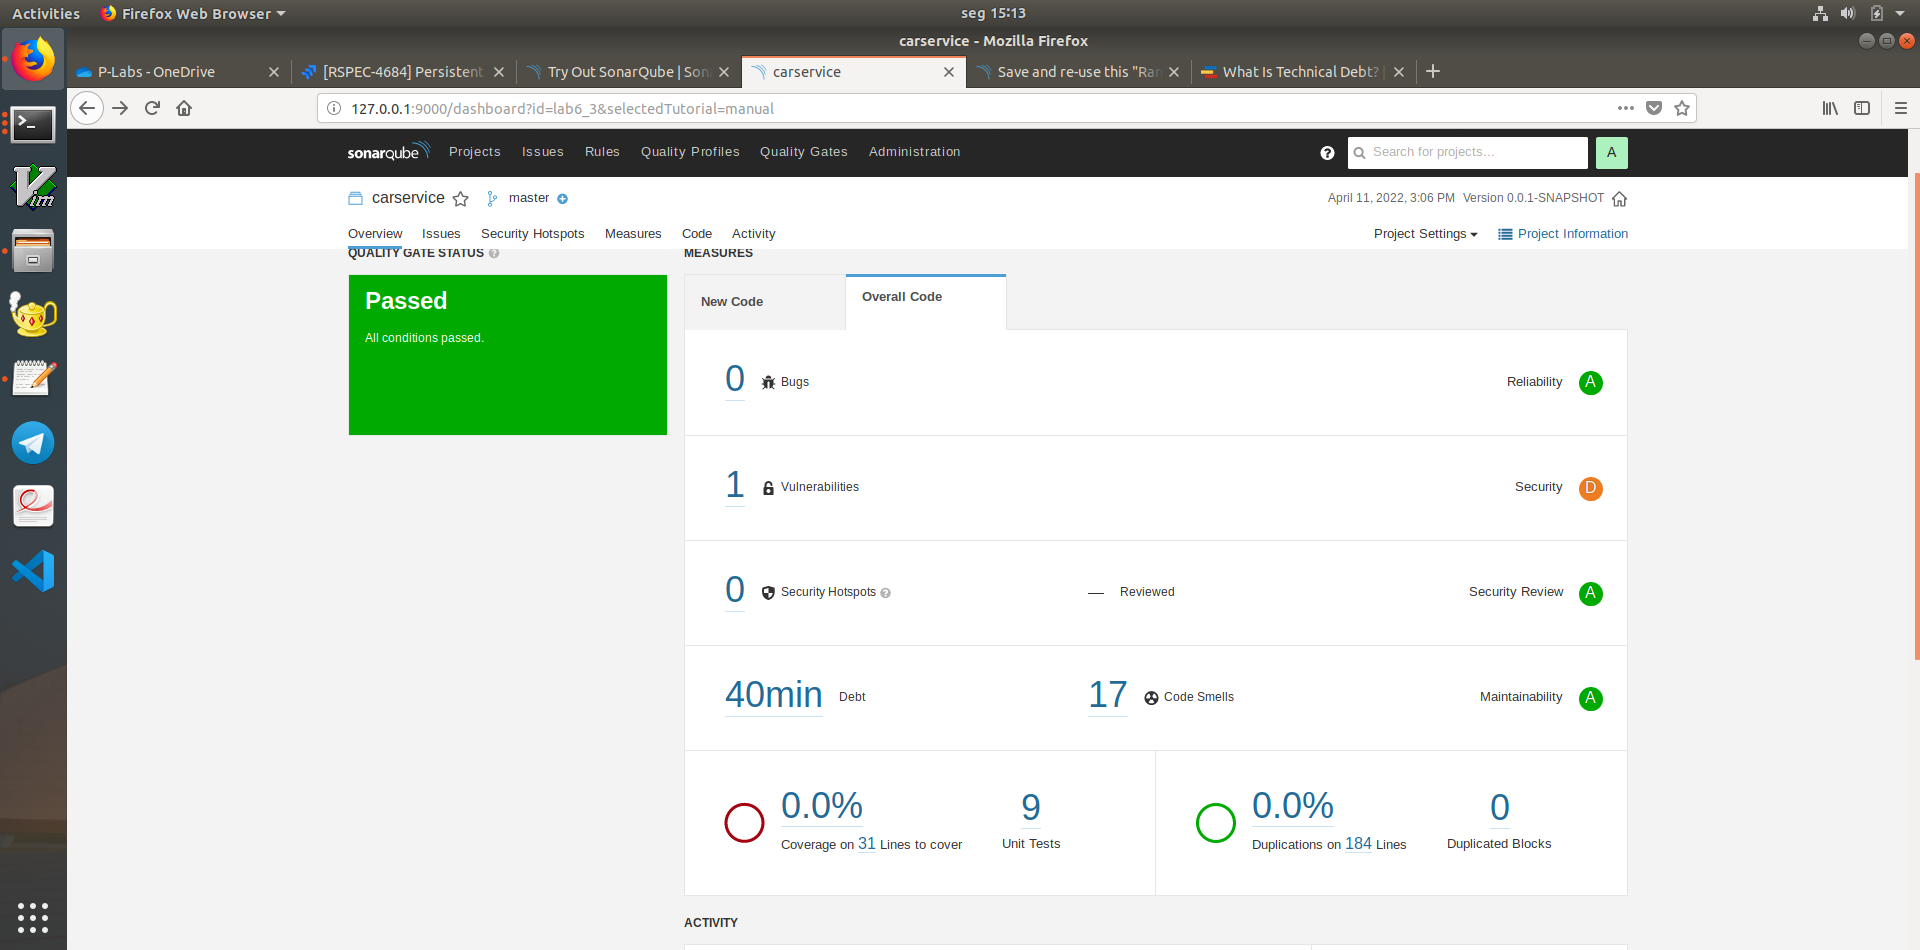 Activities
Firefox Web Browser
seg 15:13
carservice - Mozilla Firefox
P-Labs - OneDrive
[RSPEC-4684] Persistent
Try Out SonarQube | Son
carservice
Save and re-use this "Ran
What Is Technical Debt? |
127.0.0.1:9000/dashboard?id=lab6_3&selectedTutorial=manual
sonarqube
Projects
Issues
Rules
Quality Profiles
Quality Gates
Administration
Search for projects...
A
carservice
master
April 11, 2022, 3:06 PM
Version 0.0.1-SNAPSHOT
Overview
Issues
Security Hotspots
Measures
Code
Activity
Project Settings
Project Information
QUALITY GATE STATUS
MEASURES
Passed
All conditions passed.
New Code
Overall Code
0
Bugs
Reliability
A
1
Vulnerabilities
Security
D
0
Security Hotspots
— Reviewed
Security Review
A
40min
Debt
17
Code Smells
Maintainability
A
0.0%
Coverage on 31 Lines to cover
9
Unit Tests
0.0%
Duplications on 184 Lines
0
Duplicated Blocks
ACTIVITY